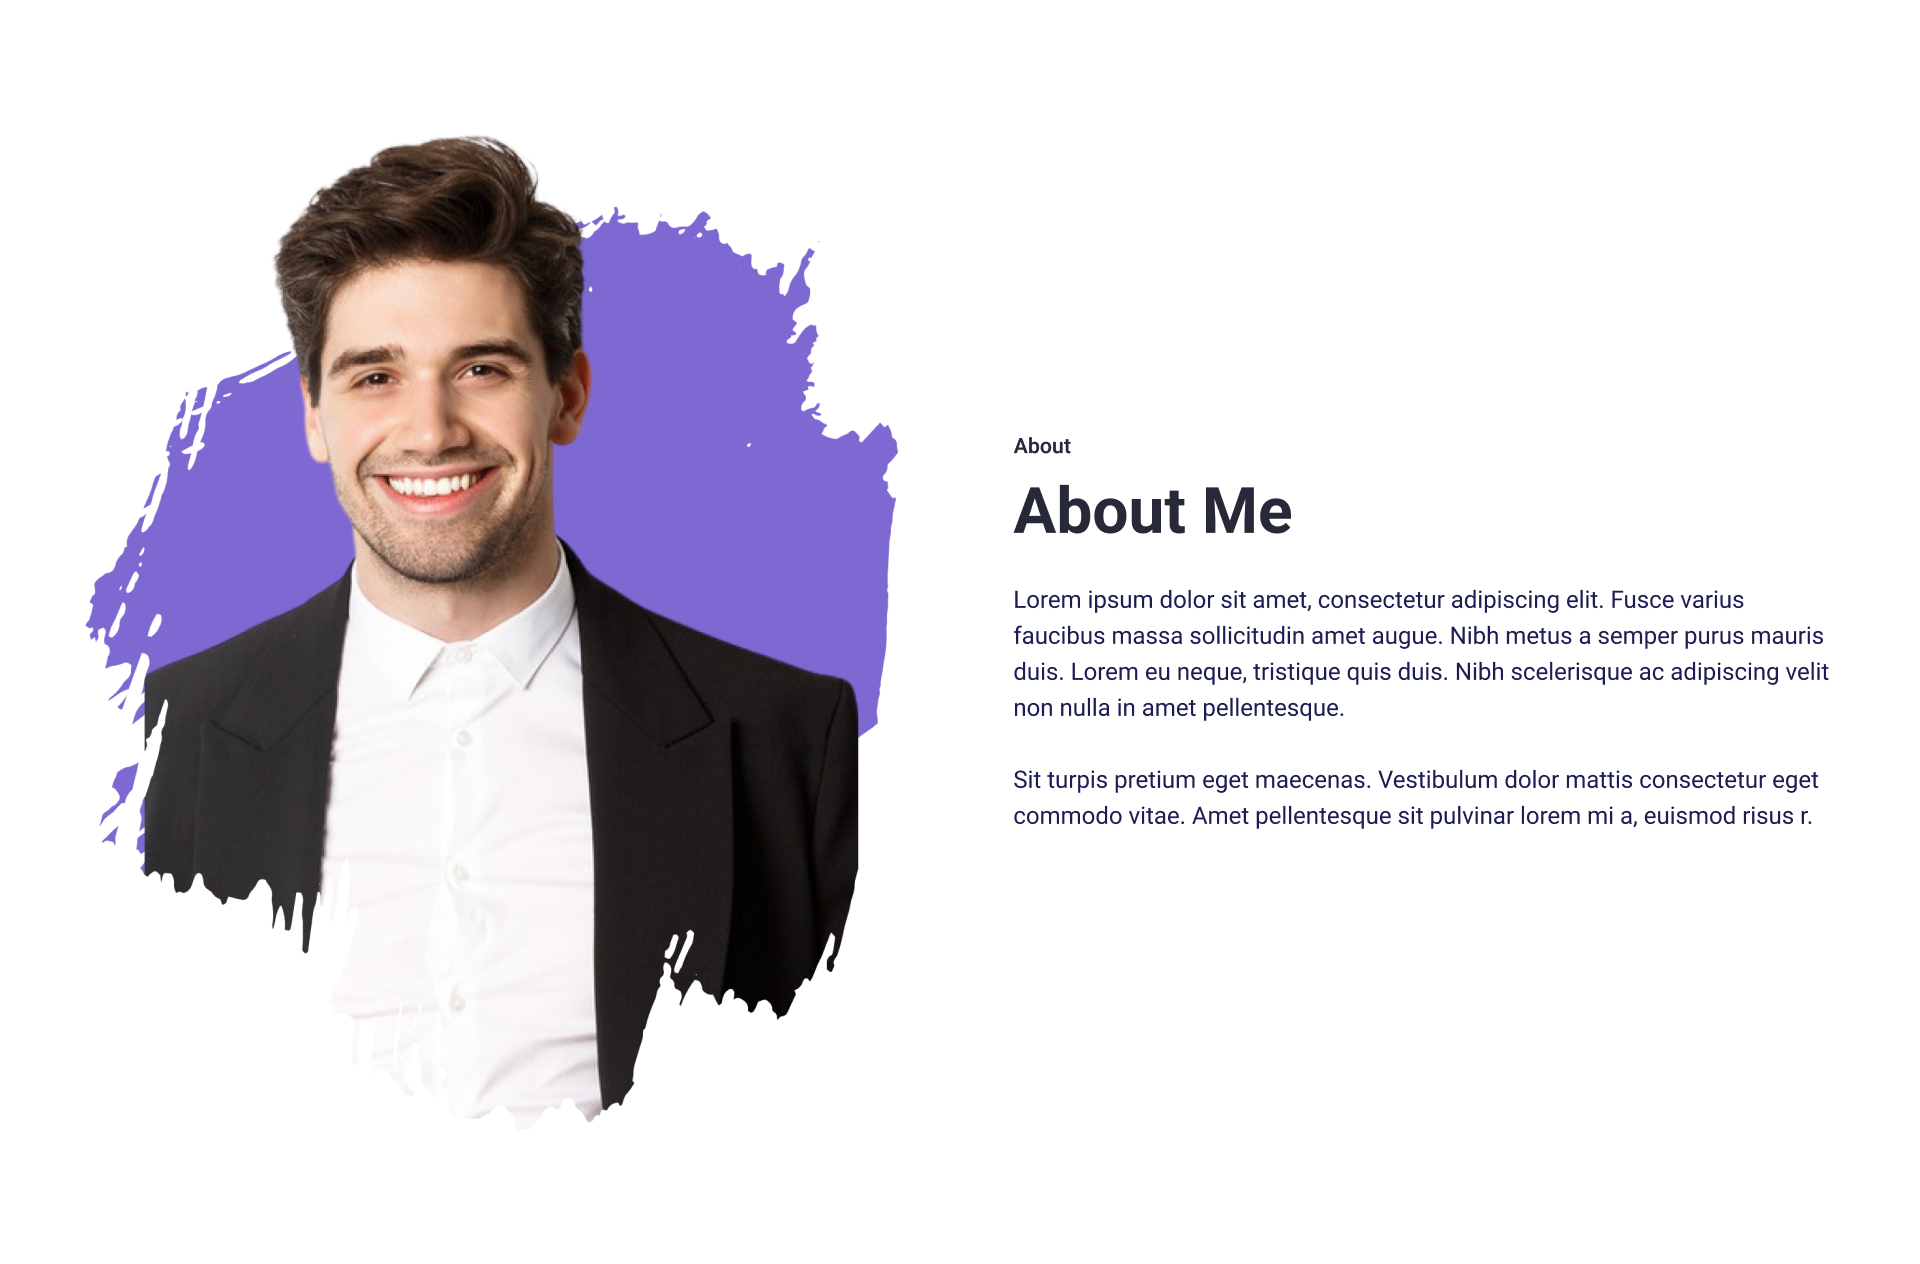 About
About Me
Lorem ipsum dolor sit amet, consectetur adipiscing elit. Fusce varius
faucibus massa sollicitudin amet augue. Nibh metus a semper purus mauris
duis. Lorem eu neque, tristique quis duis. Nibh scelerisque ac adipiscing velit
non nulla in amet pellentesque.
Sit turpis pretium eget maecenas. Vestibulum dolor mattis consectetur eget
commodo vitae. Amet pellentesque sit pulvinar lorem mi a, euismod risus r.